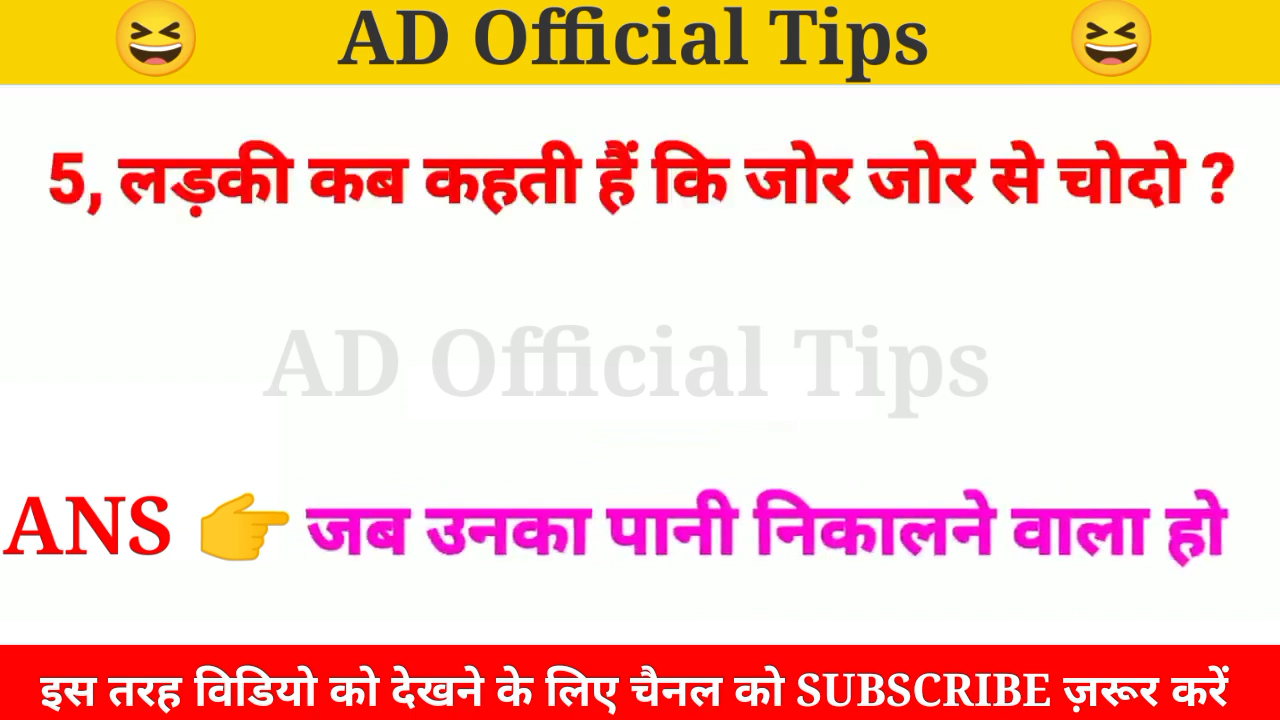 AD Official Tips
5, लड़की कब कहती हैं कि जोर जोर से चोदो ?
AD Official Tips
ANS 👉 जब उनका पानी निकालने वाला हो
इस तरह विडियो को देखने के लिए चैनल को SUBSCRIBE ज़रूर करें